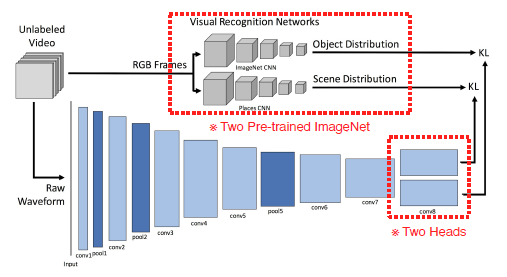 Unlabeled
Video
Visual Recognition Networks
RGB Frames
ImageNet CNN
Object Distribution
KL
Places CNN
Scene Distribution
KL
※ Two Pre-trained ImageNet
Raw
Waveform
Input
conv1
pool1
conv2
pool2
conv3
conv4
conv5
pool5
conv6
conv7
conv8
※ Two Heads